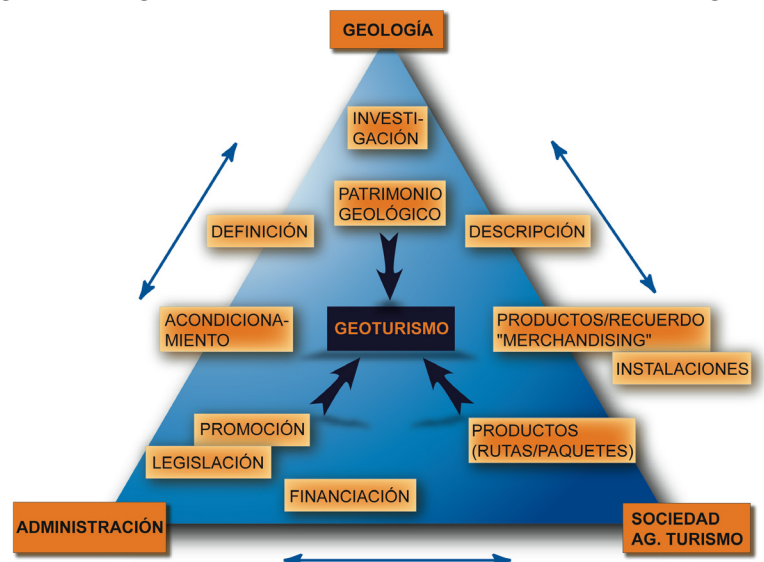 GEOLOGÍA
INVESTI-
GACIÓN
PATRIMONIO
GEOLÓGICO
DEFINICIÓN
DESCRIPCIÓN
ACONDICIONA-
MIENTO
GEOTURISMO
PRODUCTOS/RECUERDO
"MERCHANDISING"
INSTALACIONES
PROMOCIÓN
LEGISLACIÓN
PRODUCTOS
(RUTAS/PAQUETES)
FINANCIACIÓN
ADMINISTRACIÓN
SOCIEDAD
AG. TURISMO